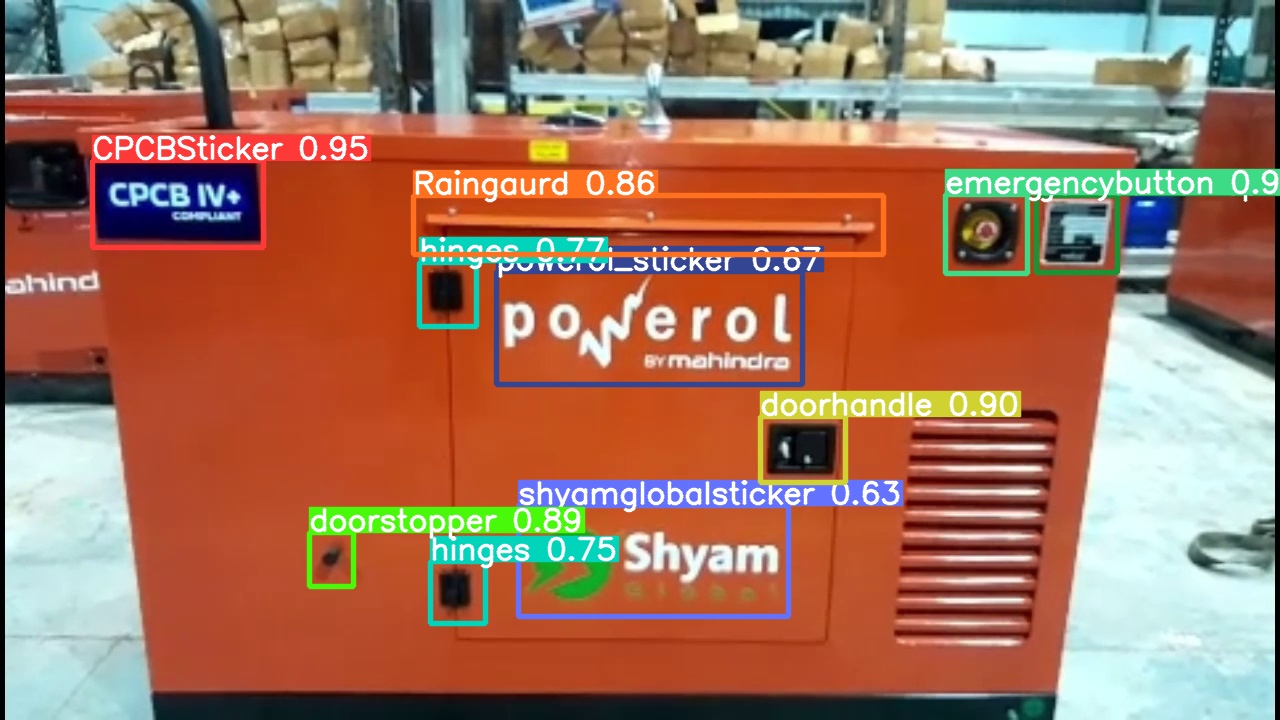 CPCBSticker 0.95
CPCB IV+
COMPLIANT
Raingaurd 0.86
emergencybutton 0.9
hinges 0.77
powerol_sticker 0.67
powerol
BY mahindra
ahind
doorhandle 0.90
shyamglobalsticker 0.63
doorstopper 0.89
hinges 0.75
Shyam
Global